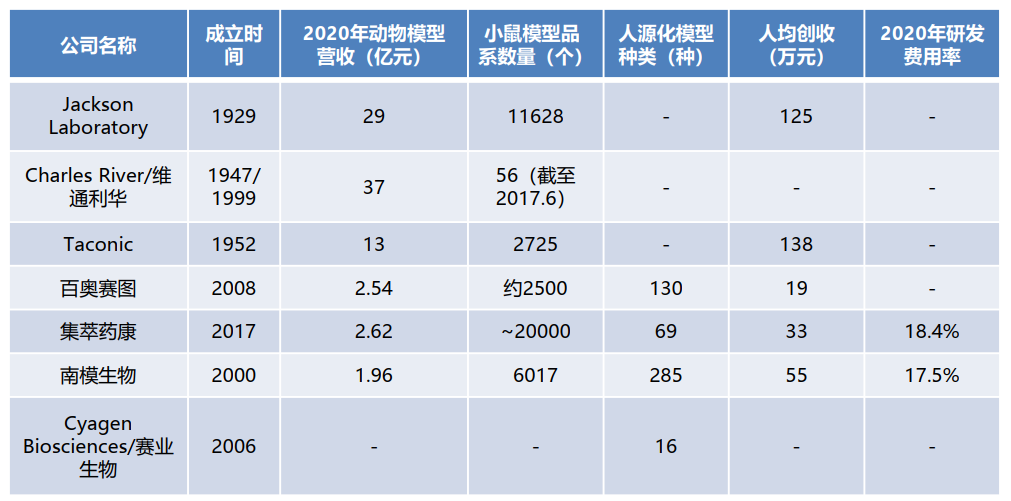 公司名称 成立时间 2020年动物模型营收（亿元） 小鼠模型品系数量（个） 人源化模型种类（种） 人均创收（万元） 2020年研发费用率
Jackson Laboratory 1929 29 11628 - 125 -
Charles River/维通利华 1947/1999 37 56（截至2017.6） - - -
Taconic 1952 13 2725 - 138 -
百奥赛图 2008 2.54 约2500 130 19 -
集萃药康 2017 2.62 ~20000 69 33 18.4%
南模生物 2000 1.96 6017 285 55 17.5%
Cyagen Biosciences/赛业生物 2006 - - 16 - -